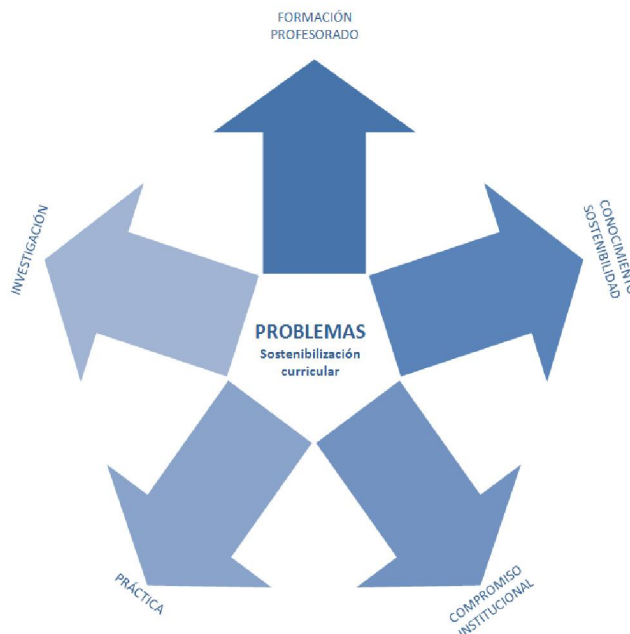 FORMACIÓN
PROFESORADO
CONOCIMIENTO
SOSTENIBILIDAD
INVESTIGACIÓN
PROBLEMAS
Sostenibilización
curricular
PRÁCTICA
COMPROMISO
INSTITUCIONAL